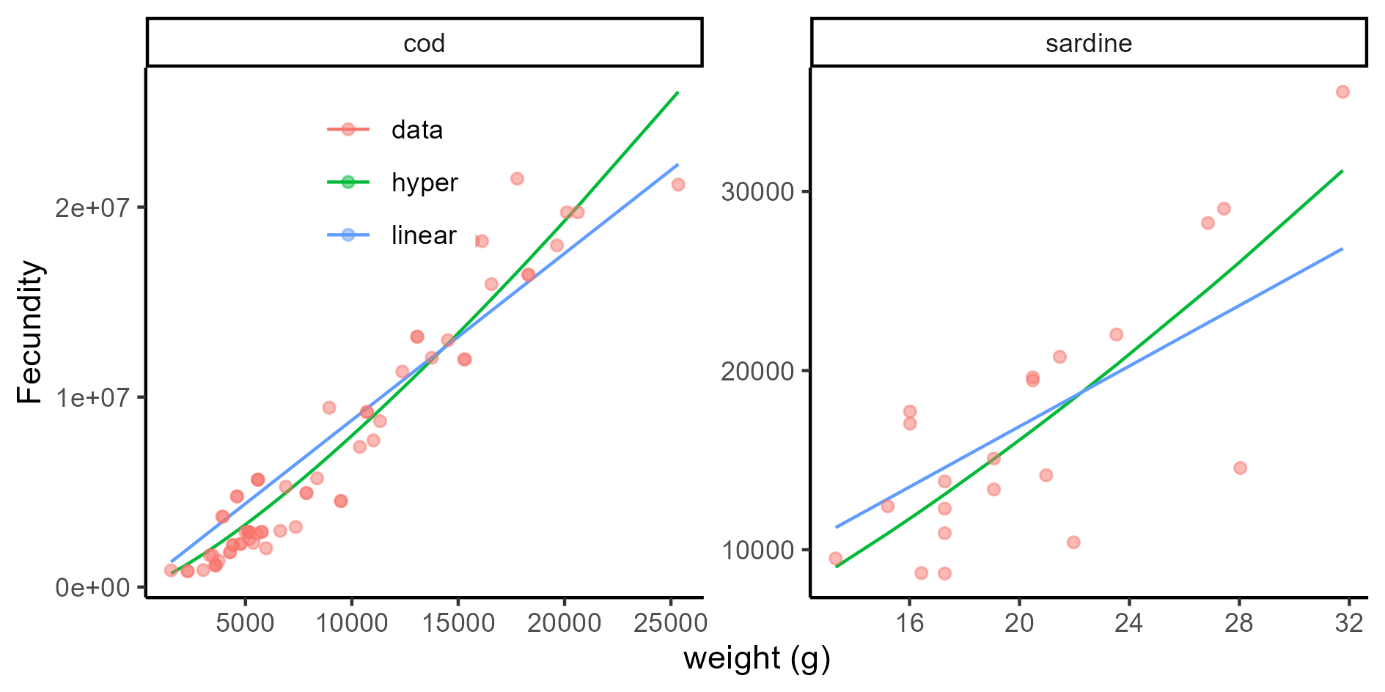 cod
sardine
data
hyper
linear
Fecundity
2e+07
1e+07
0e+00
30000
20000
10000
5000 10000 15000 20000 25000
16 20 24 28 32
weight (g)